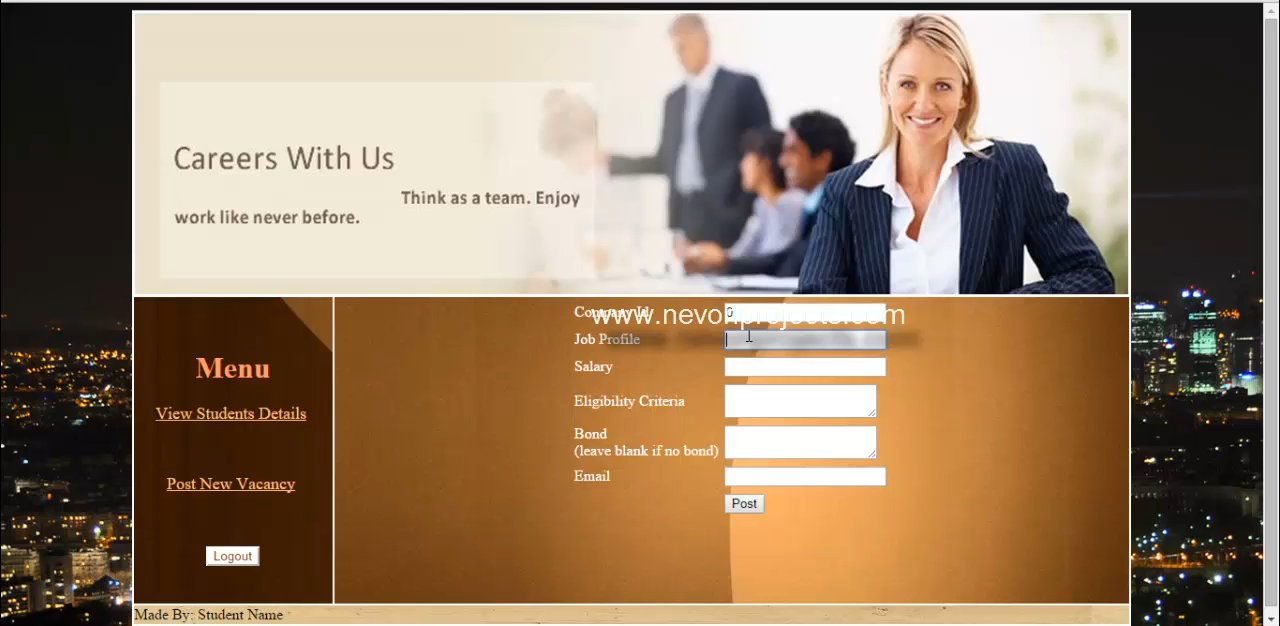 Careers With Us
Think as a team. Enjoy
work like never before.
Menu
View Students Details
Post New Vacancy
Logout
Company Id
www.nevonprojects.com
Job Profile
Salary
Eligibility Criteria
Bond
(leave blank if no bond)
Email
Post
Made By: Student Name